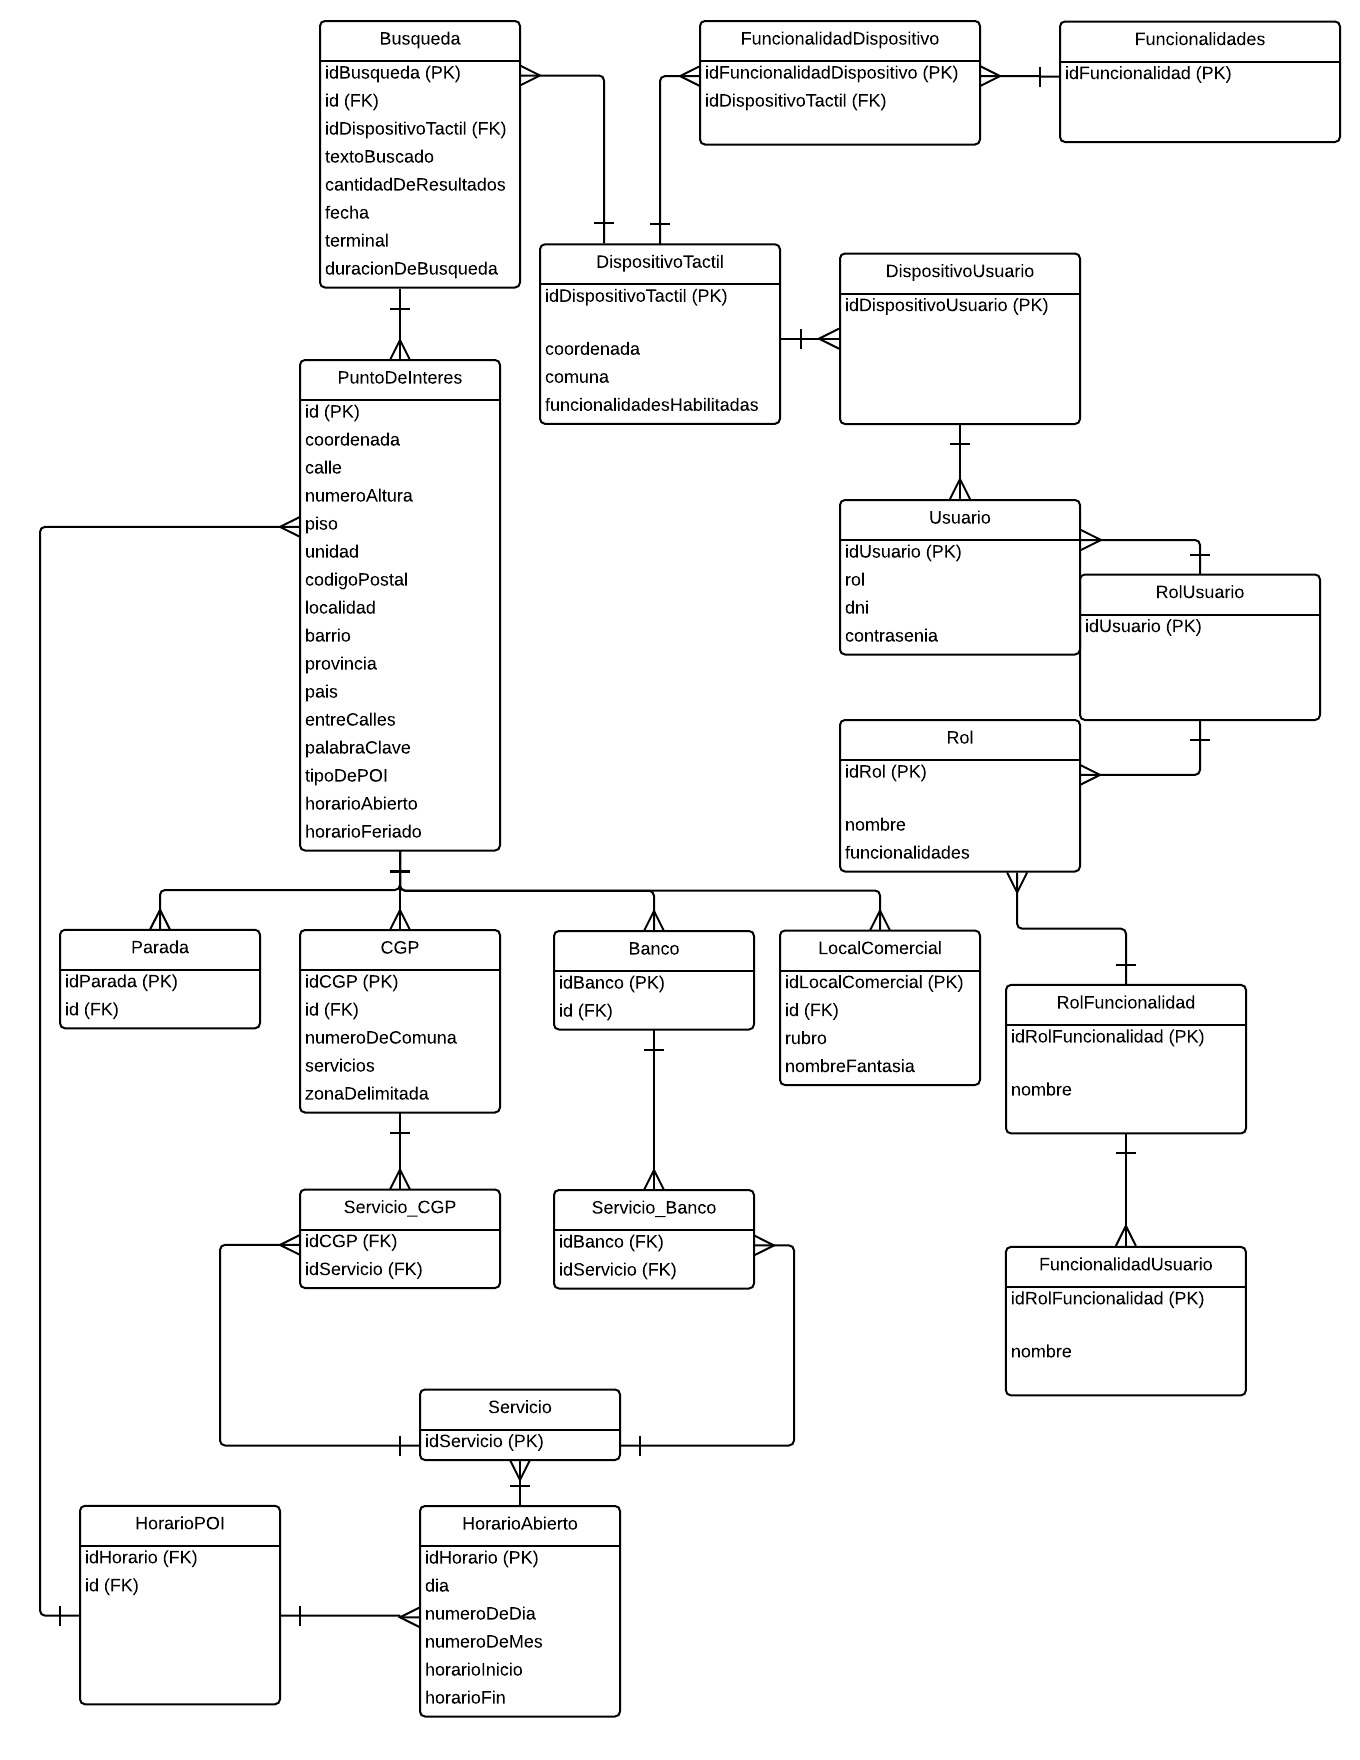 Busqueda
idBusqueda (PK)
id (FK)
idDispositivoTactil (FK)
textoBuscado
cantidadDeResultados
fecha
terminal
duracionDeBusqueda
FuncionalidadDispositivo
idFuncionalidadDispositivo (PK)
idDispositivoTactil (FK)
Funcionalidades
idFuncionalidad (PK)
DispositivoTactil
idDispositivoTactil (PK)
coordenada
comuna
funcionalidadesHabilitadas
DispositivoUsuario
idDispositivoUsuario (PK)
PuntoDeInteres
id (PK)
coordenada
calle
numeroAltura
piso
unidad
codigoPostal
localidad
barrio
provincia
pais
entreCalles
palabraClave
tipoDePOI
horarioAbierto
horarioFeriado
Usuario
idUsuario (PK)
rol
dni
contrasenia
RolUsuario
idUsuario (PK)
Rol
idRol (PK)
nombre
funcionalidades
Parada
idParada (PK)
id (FK)
CGP
idCGP (PK)
id (FK)
numeroDeComuna
servicios
zonaDelimitada
Banco
idBanco (PK)
id (FK)
LocalComercial
idLocalComercial (PK)
id (FK)
rubro
nombreFantasia
RolFuncionalidad
idRolFuncionalidad (PK)
nombre
Servicio_CGP
idCGP (FK)
idServicio (FK)
Servicio_Banco
idBanco (FK)
idServicio (FK)
FuncionalidadUsuario
idRolFuncionalidad (PK)
nombre
Servicio
idServicio (PK)
HorarioPOI
idHorario (FK)
id (FK)
HorarioAbierto
idHorario (PK)
dia
numeroDeDia
numeroDeMes
horarioInicio
horarioFin